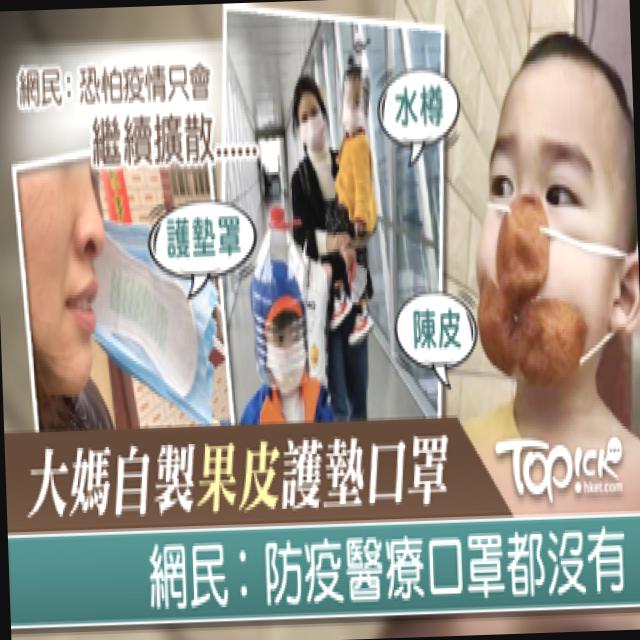 網民：恐怕疫情只會
繼續擴散……
水樽
護墊罩
陳皮
大媽自製果皮護墊口罩
TOPICK
hket.com
網民：防疫醫療口罩都沒有